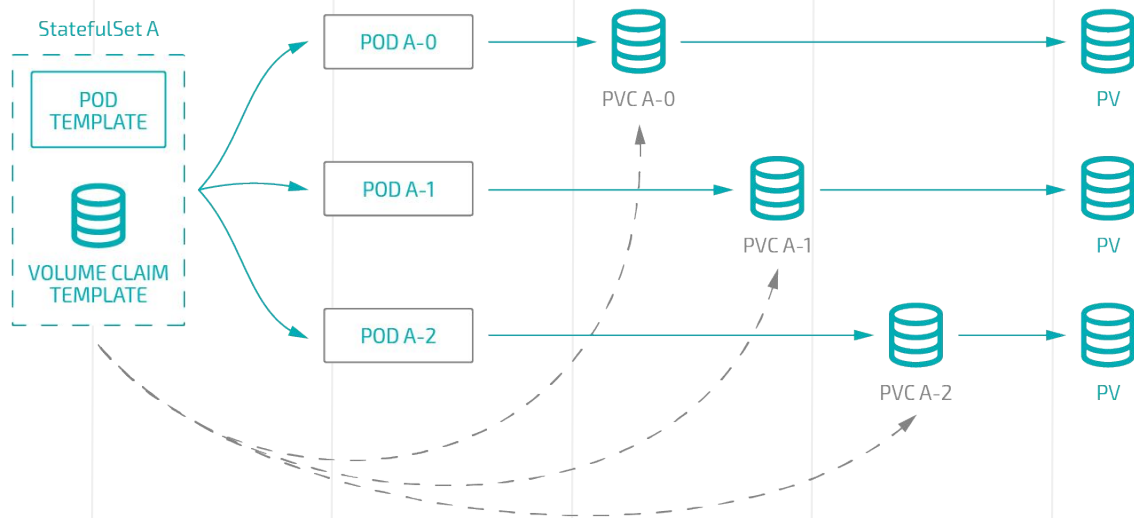 StatefulSet A
POD
TEMPLATE
VOLUME CLAIM
TEMPLATE
POD A-0
PVC A-0
PV
POD A-1
PVC A-1
PV
POD A-2
PVC A-2
PV